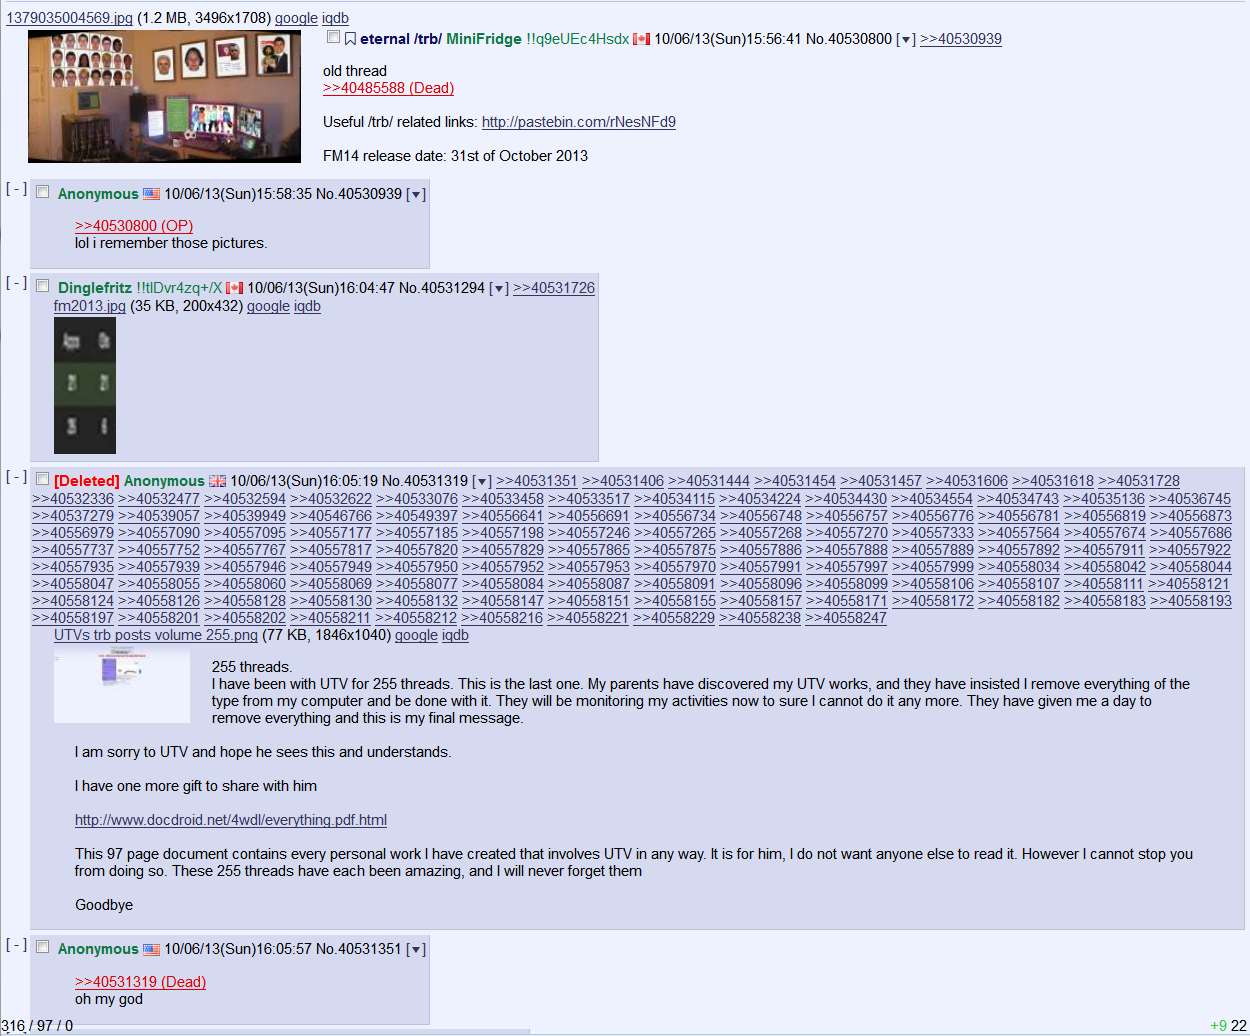 1379035004569.jpg (1.2 MB, 3496x1708) google iqdb
eternal /trb/ MiniFridge !!q9eUEc4Hsdx 10/06/13(Sun)15:56:41 No.40530800 [▼] >>40530939
old thread
>>40485588 (Dead)
Useful /trb/ related links: http://pastebin.com/rNesNFd9
FM14 release date: 31st of October 2013
[ - ] Anonymous 10/06/13(Sun)15:58:35 No.40530939 [▼]
>>40530800 (OP)
lol i remember those pictures.
[ - ] Dinglefritz !!tlDvr4zq+/X 10/06/13(Sun)16:04:47 No.40531294 [▼] >>40531726
fm2013.jpg (35 KB, 200x432) google iqdb
[ - ] [Deleted] Anonymous 10/06/13(Sun)16:05:19 No.40531319 [▼] >>40531351 >>40531406 >>40531444 >>40531454 >>40531457 >>40531606 >>40531618 >>40531728
>>40532336 >>40532477 >>40532594 >>40532622 >>40533076 >>40533458 >>40533517 >>40534115 >>40534224 >>40534430 >>40534554 >>40534743 >>40535136 >>40536745
>>40537279 >>40539057 >>40539949 >>40546766 >>40549397 >>40556641 >>40556691 >>40556734 >>40556748 >>40556757 >>40556776 >>40556781 >>40556819 >>40556873
>>40556979 >>40557090 >>40557095 >>40557177 >>40557185 >>40557198 >>40557246 >>40557265 >>40557268 >>40557270 >>40557333 >>40557564 >>40557674 >>40557686
>>40557737 >>40557752 >>40557767 >>40557817 >>40557820 >>40557829 >>40557865 >>40557875 >>40557886 >>40557888 >>40557889 >>40557892 >>40557911 >>40557922
>>40557935 >>40557939 >>40557946 >>40557949 >>40557950 >>40557952 >>40557953 >>40557970 >>40557991 >>40557997 >>40557999 >>40558034 >>40558042 >>40558044
>>40558047 >>40558055 >>40558060 >>40558069 >>40558077 >>40558084 >>40558087 >>40558091 >>40558096 >>40558099 >>40558106 >>40558107 >>40558111 >>40558121
>>40558124 >>40558126 >>40558128 >>40558130 >>40558132 >>40558147 >>40558151 >>40558155 >>40558157 >>40558171 >>40558172 >>40558182 >>40558183 >>40558193
>>40558197 >>40558201 >>40558202 >>40558211 >>40558212 >>40558216 >>40558221 >>40558229 >>40558238 >>40558247
UTVs trb posts volume 255.png (77 KB, 1846x1040) google iqdb
255 threads.
I have been with UTV for 255 threads. This is the last one. My parents have discovered my UTV works, and they have insisted I remove everything of the
type from my computer and be done with it. They will be monitoring my activities now to sure I cannot do it any more. They have given me a day to
remove everything and this is my final message.
I am sorry to UTV and hope he sees this and understands.
I have one more gift to share with him
http://www.docdroid.net/4wdl/everything.pdf.html
This 97 page document contains every personal work I have created that involves UTV in any way. It is for him, I do not want anyone else to read it. However I cannot stop you
from doing so. These 255 threads have each been amazing, and I will never forget them
Goodbye
[ - ] Anonymous 10/06/13(Sun)16:05:57 No.40531351 [▼]
>>40531319 (Dead)
oh my god
316 / 97 / 0
+9 22